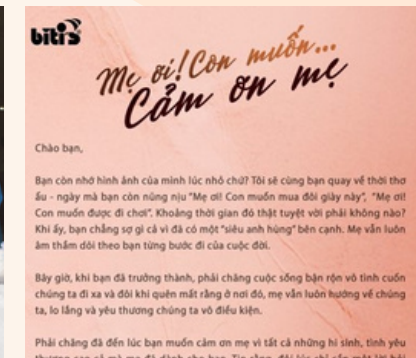 biti's
Mẹ ơi! Con muốn...
Cảm ơn mẹ
Chào bạn,
Bạn còn nhớ hình ảnh của mình lúc nhỏ chứ? Tôi sẽ cùng bạn quay về thời thơ
ấu - ngày mà bạn còn nũng nịu "Mẹ ơi! Con muốn mua đôi giày này", "Mẹ ơi!
Con muốn được đi chơi". Khoảng thời gian đó thật tuyệt vời phải không nào?
Khi ấy, bạn chẳng sợ gì cả vì đã có một "siêu anh hùng" bên cạnh. Mẹ vẫn luôn
âm thầm dõi theo bạn từng bước đi của cuộc đời.
Bây giờ, khi bạn đã trưởng thành, phải chăng cuộc sống bận rộn vô tình cuốn
chúng ta đi xa và đôi khi quên mất rằng ở nơi đó, mẹ vẫn luôn hướng về chúng
ta, lo lắng và yêu thương chúng ta vô điều kiện.
Phải chăng đã đến lúc bạn muốn cảm ơn mẹ vì tất cả những hi sinh, tình yêu